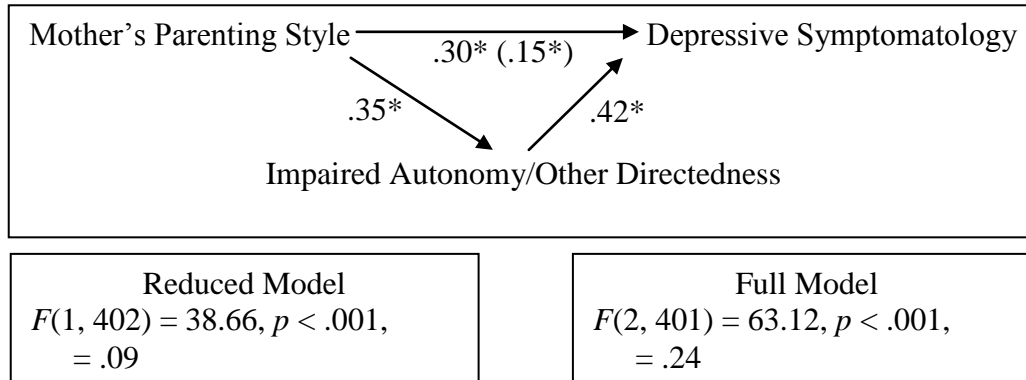 Mother’s Parenting Style
.30* (.15*)
Depressive Symptomatology
.35*
.42*
Impaired Autonomy/Other Directedness
Reduced Model
F(1, 402) = 38.66, p < .001,
= .09
Full Model
F(2, 401) = 63.12, p < .001,
= .24